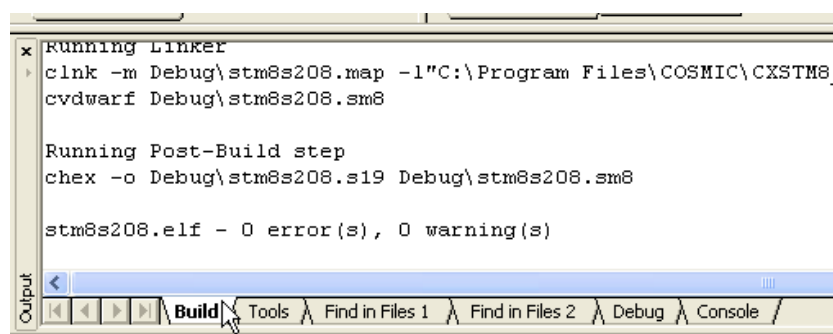 Running Linker
clnk -m Debug\stm8s208.map -l"C:\Program Files\COSMIC\CXSTM8_
cvdwarf Debug\stm8s208.sm8
Running Post-Build step
chex -o Debug\stm8s208.s19 Debug\stm8s208.sm8
stm8s208.elf - 0 error(s), 0 warning(s)
Output
Build Tools Find in Files 1 Find in Files 2 Debug Console